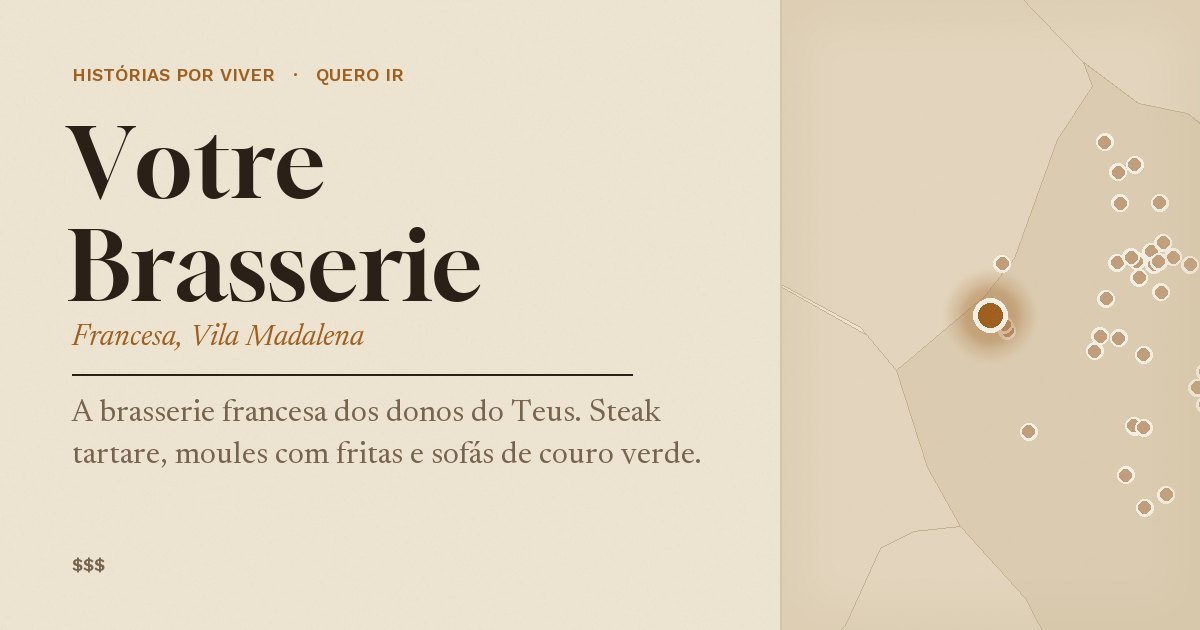 HISTÓRIAS POR VIVER · QUERO IR
Votre
Brasserie
Francesa, Vila Madalena
A brasserie francesa dos donos do Teus. Steak
tartare, moules com fritas e sofás de couro verde.
$$$